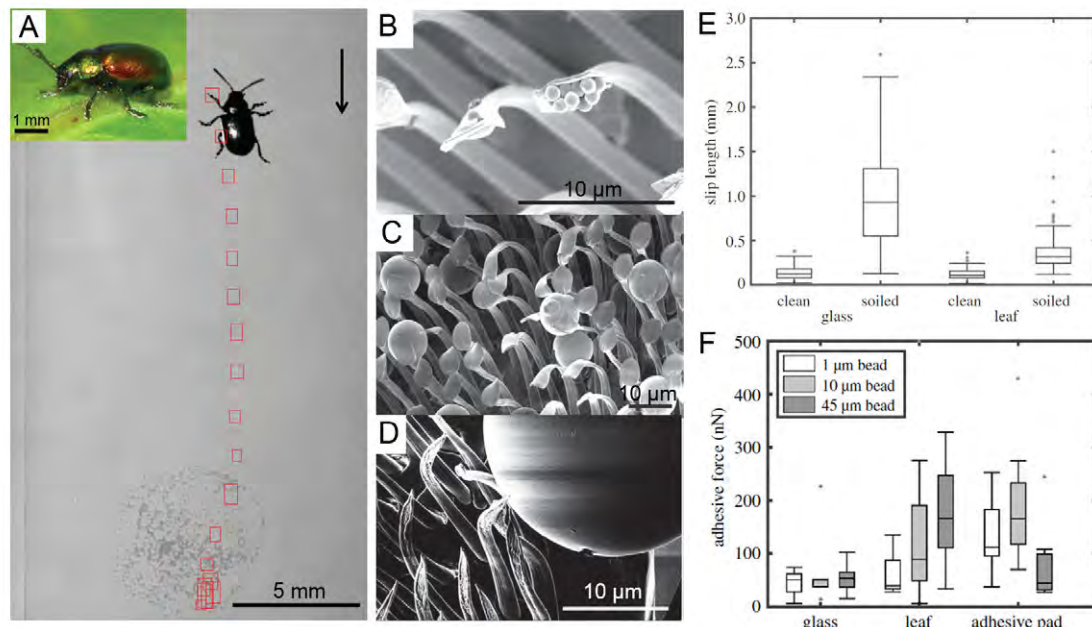 A
1 mm
5 mm
B
10 µm
C
10 µm
D
10 µm
E
slip length (mm)
3.0
2.5
2.0
1.5
1.0
0.5
0
clean soiled clean soiled
glass leaf
F
adhesive force (nN)
500
400
300
200
100
0
1 µm bead
10 µm bead
45 µm bead
glass leaf adhesive pad